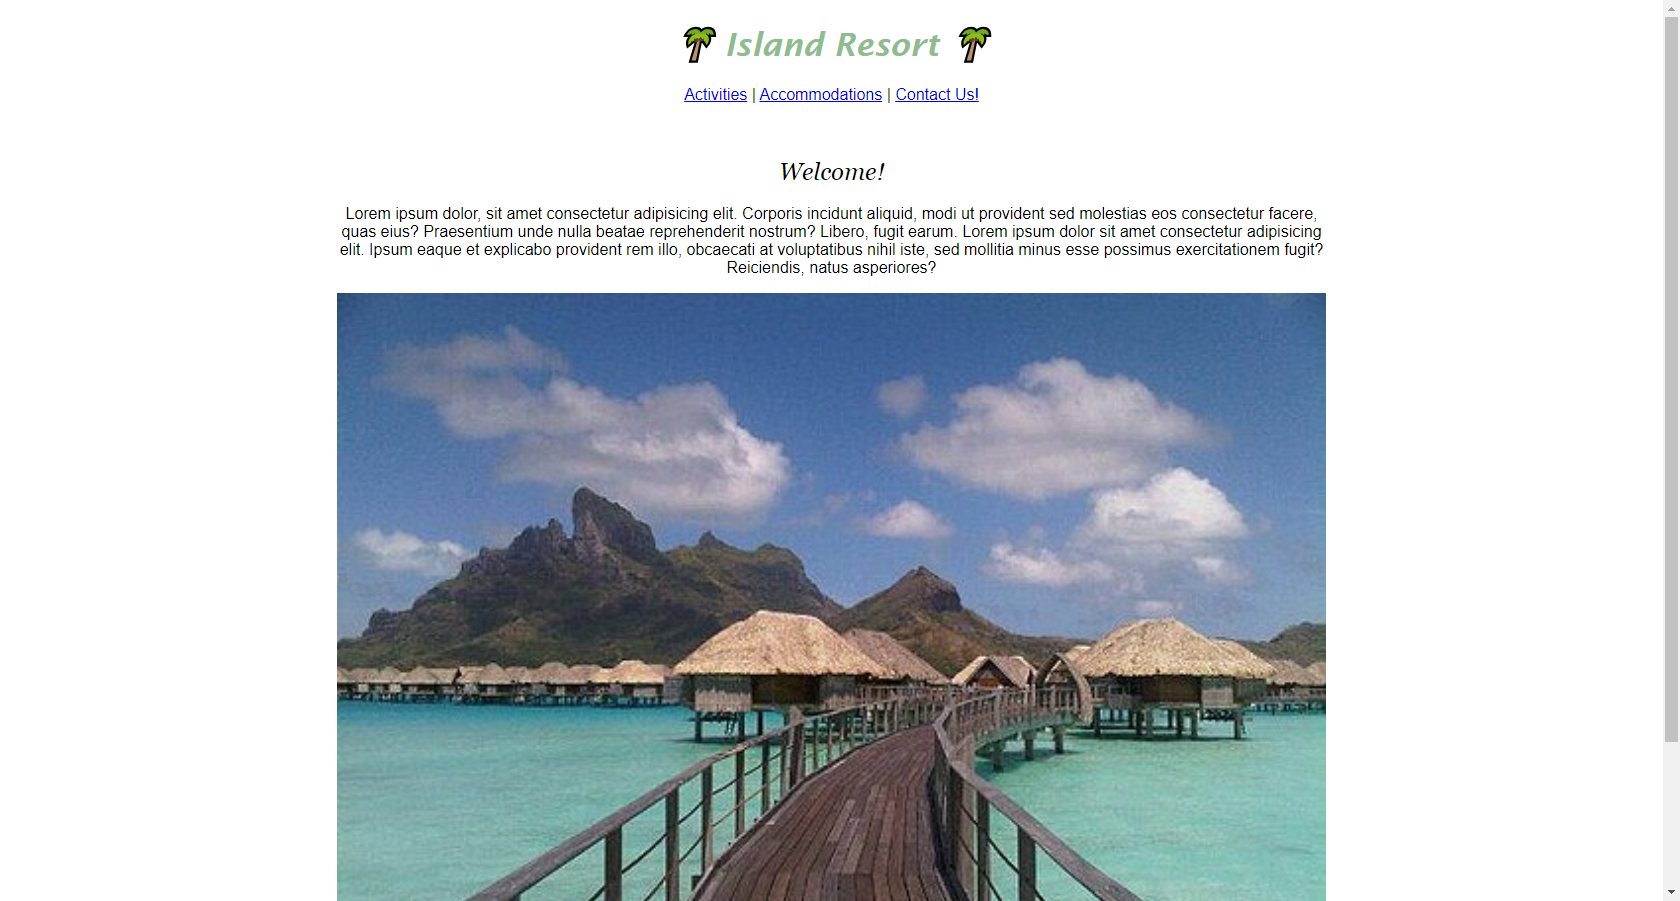 Island Resort
Activities | Accommodations | Contact Us!
Welcome!
Lorem ipsum dolor, sit amet consectetur adipisicing elit. Corporis incidunt aliquid, modi ut provident sed molestias eos consectetur facere,
quas eius? Praesentium unde nulla beatae reprehenderit nostrum? Libero, fugit earum. Lorem ipsum dolor sit amet consectetur adipisicing
elit. Ipsum eaque et explicabo provident rem illo, obcaecati at voluptatibus nihil iste, sed mollitia minus esse possimus exercitationem fugit?
Reiciendis, natus asperiores?